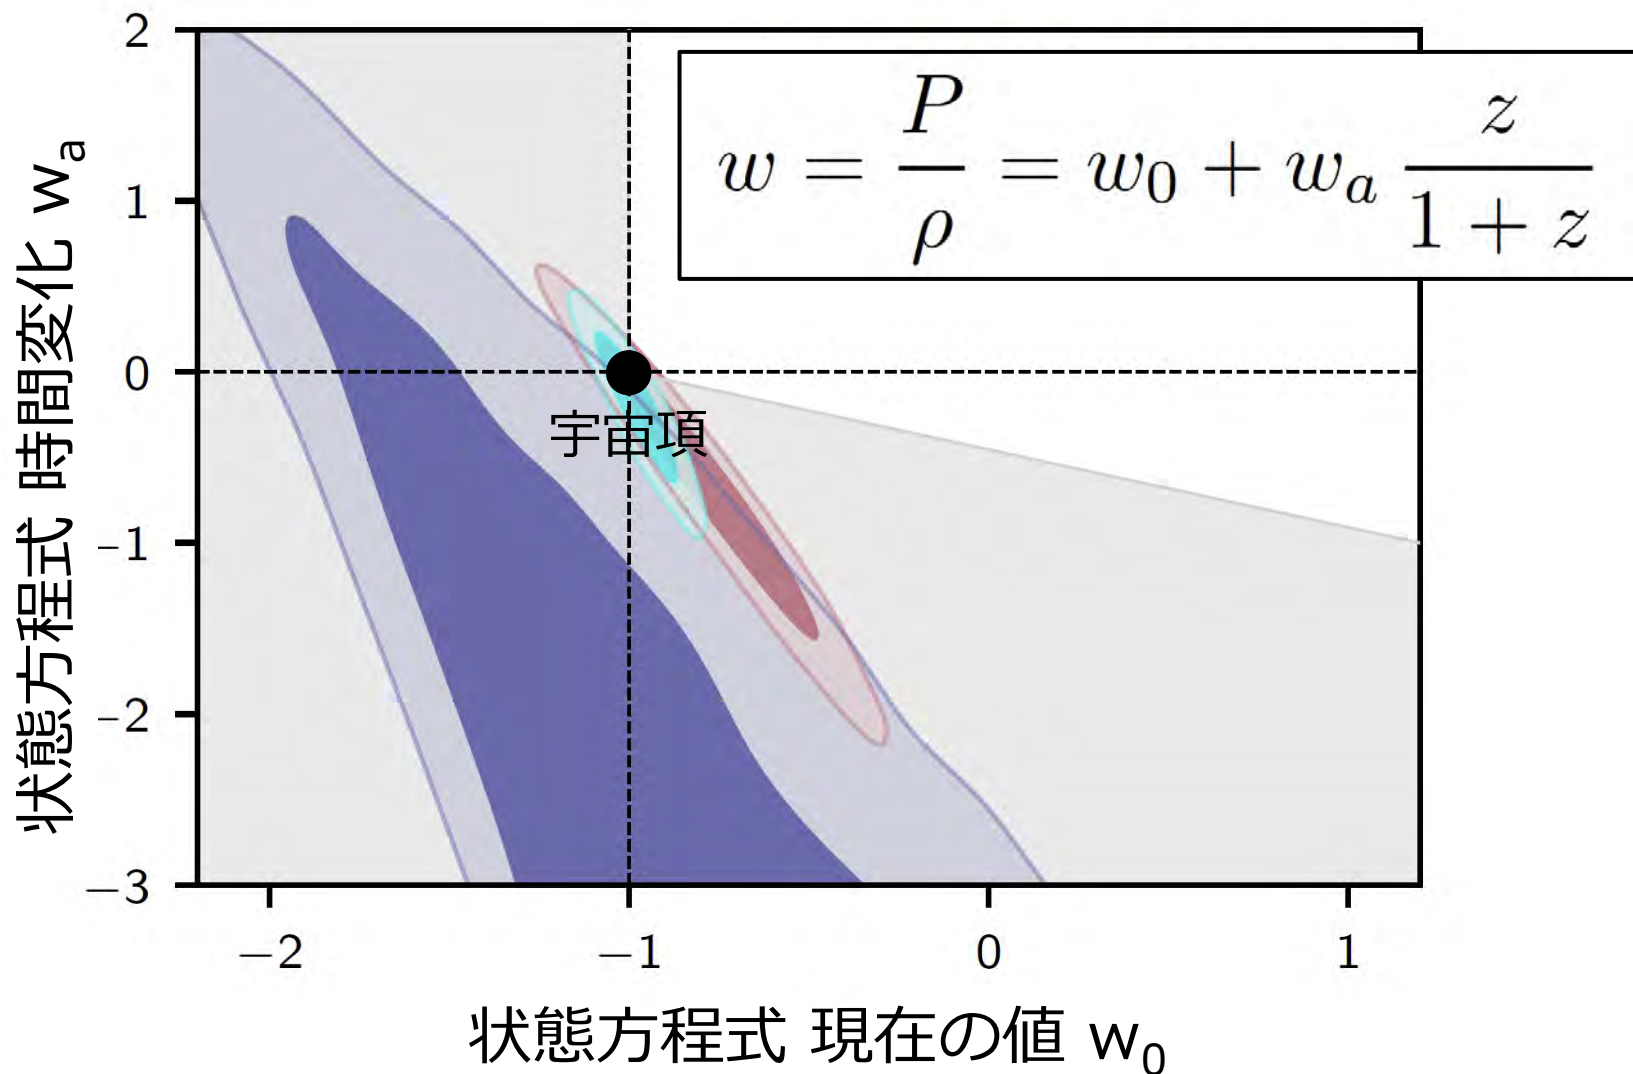 2
1
0
−1
−2
−3
状態方程式 時間変化 wₐ
w = P/ρ = w₀ + wₐ z/(1 + z)
宇宙項
−2
−1
0
1
状態方程式 現在の値 w₀